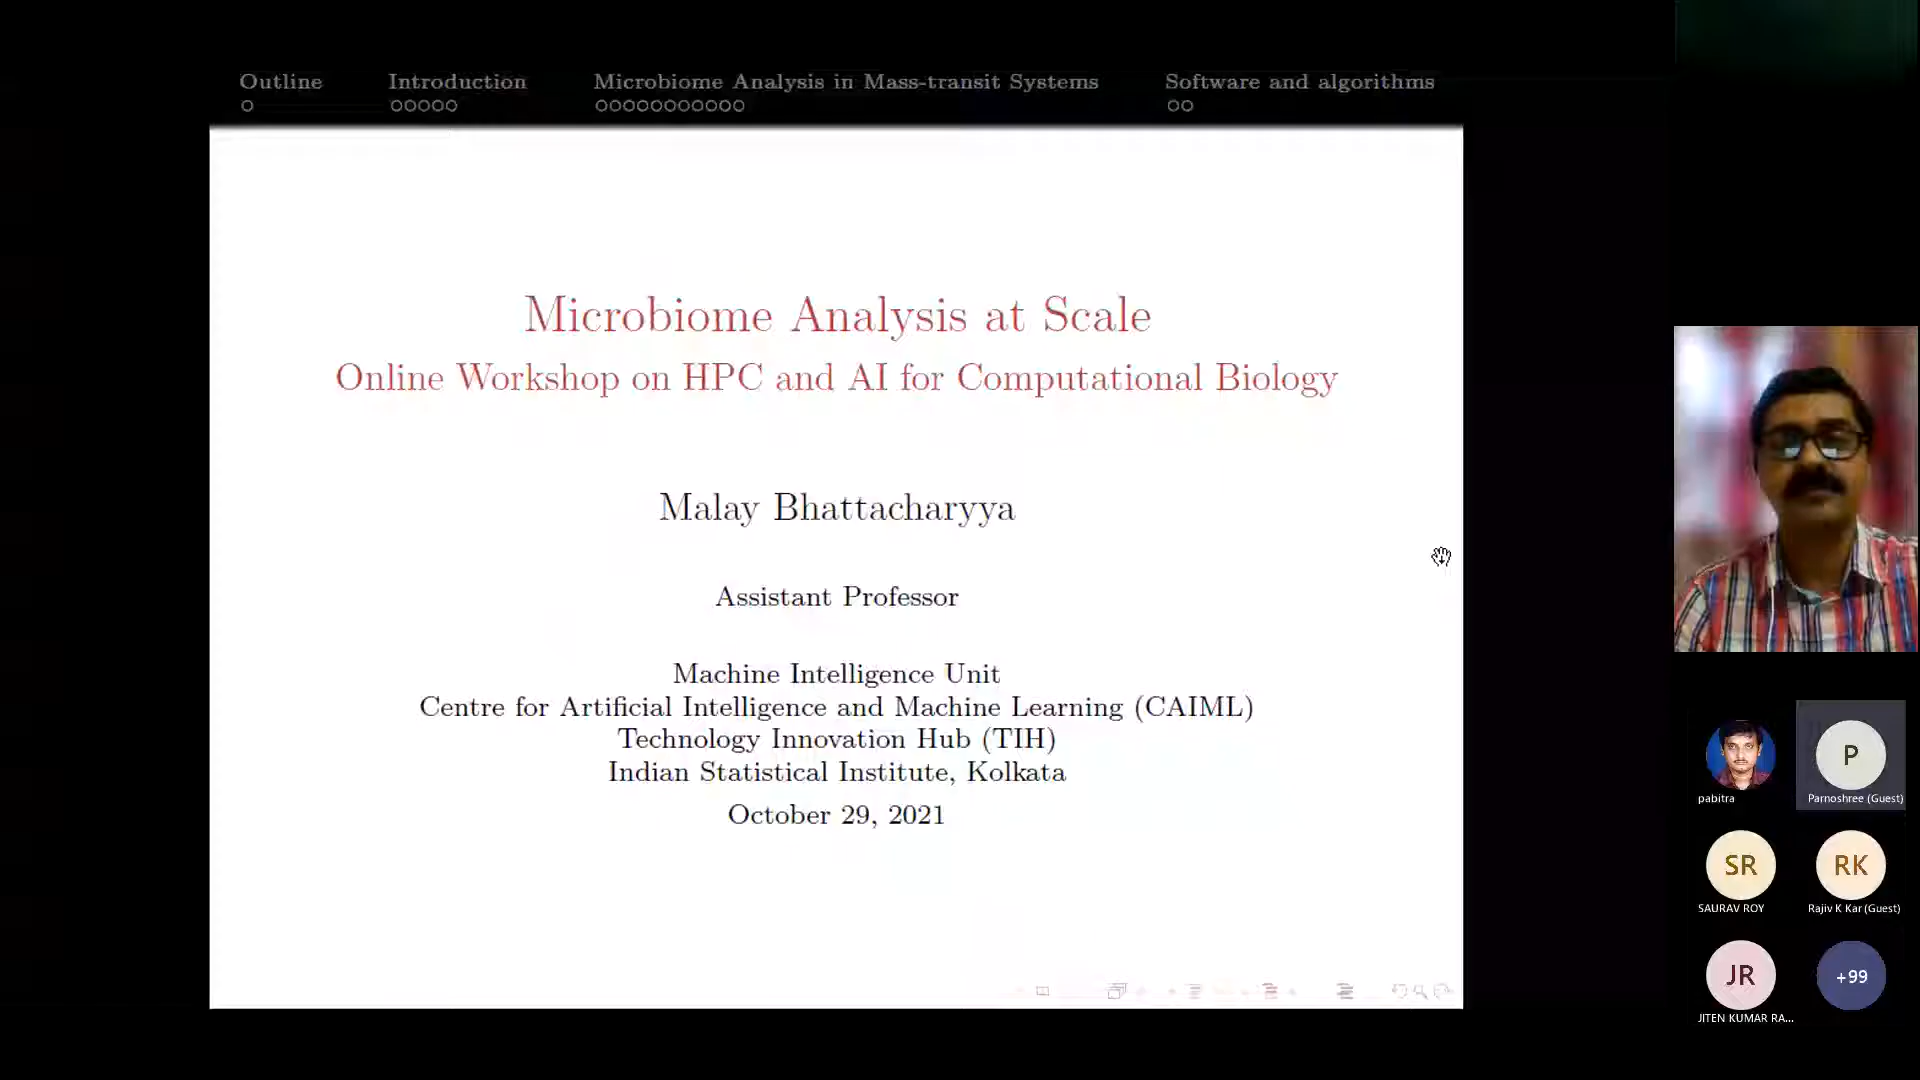 Outline
Introduction
Microbiome Analysis in Mass-transit Systems
Software and algorithms
Microbiome Analysis at Scale
Online Workshop on HPC and AI for Computational Biology
Malay Bhattacharyya
Assistant Professor
Machine Intelligence Unit
Centre for Artificial Intelligence and Machine Learning (CAIML)
Technology Innovation Hub (TIH)
Indian Statistical Institute, Kolkata
October 29, 2021
pabitra
P
Parnoshree (Guest)
SR
SAURAV ROY
RK
Rajiv K Kar (Guest)
JR
JITEN KUMAR RA...
+99